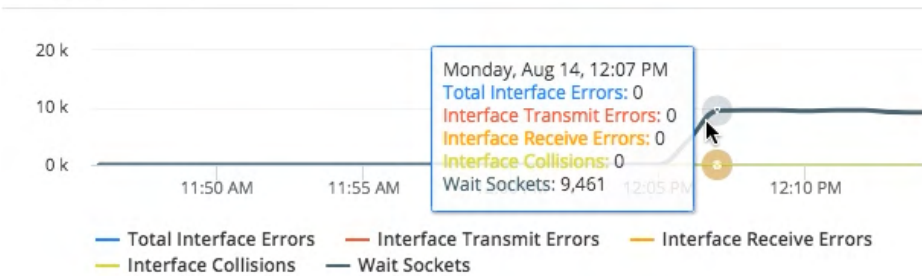 20 k
Monday, Aug 14, 12:07 PM
Total Interface Errors: 0
10 k
Interface Transmit Errors: 0
Interface Receive Errors: 0
0 k
Interface Collisions: 0
Wait Sockets: 9,461
11:50 AM 11:55 AM 12:05 PM 12:10 PM
Total Interface Errors Interface Transmit Errors Interface Receive Errors
Interface Collisions Wait Sockets